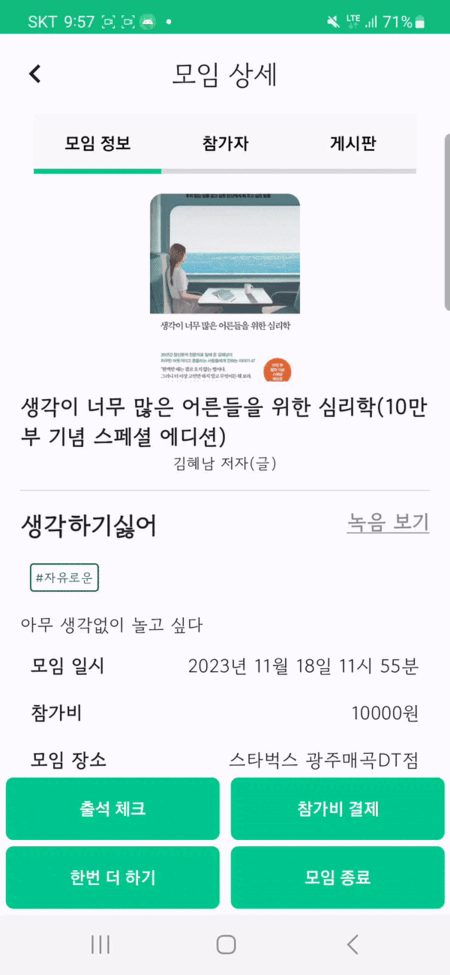 SKT 9:57
LTE 71%
모임 상세
모임 정보 참가자 게시판
생각이 너무 많은 어른들을 위한 심리학
생각이 너무 많은 어른들을 위한 심리학(10만
부 기념 스페셜 에디션)
김혜남 저자(글)
생각하기싫어 녹음 보기
#자유로운
아무 생각없이 놀고 싶다
모임 일시 2023년 11월 18일 11시 55분
참가비 10000원
모임 장소 스타벅스 광주매곡DT점
출석 체크 참가비 결제
한번 더 하기 모임 종료